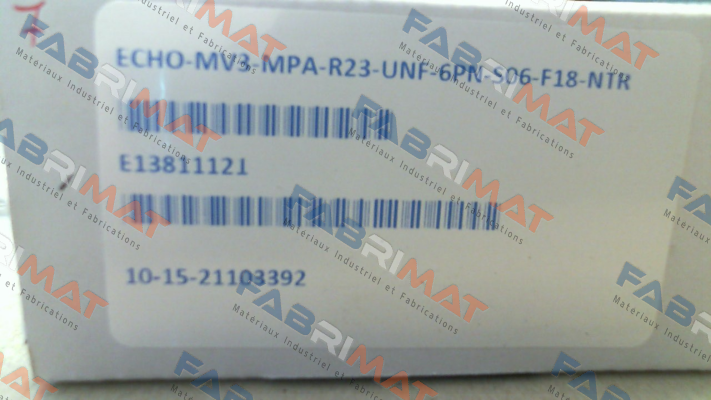 ECHO-MV3-MPA-R23-UNF-6PN-S06-F18-NTR
E13811121
10-15-21103392
FABRIMAT
Materiaux Industriel et Fabrications